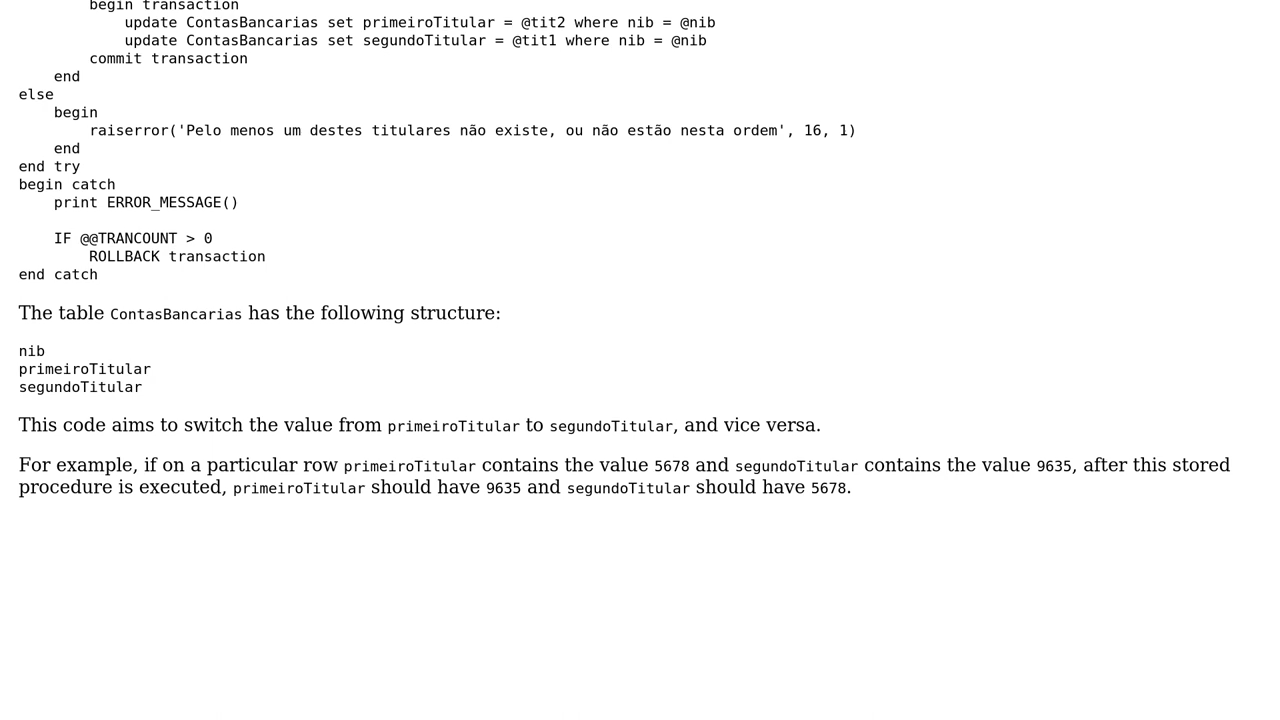 begin transaction
update ContasBancarias set primeiroTitular = @tit2 where nib = @nib
update ContasBancarias set segundoTitular = @tit1 where nib = @nib
commit transaction
end
else
begin
raiserror('Pelo menos um destes titulares não existe, ou não estão nesta ordem', 16, 1)
end
end try
begin catch
print ERROR_MESSAGE()
IF @@TRANCOUNT > 0
ROLLBACK transaction
end catch
The table ContasBancarias has the following structure:
nib
primeiroTitular
segundoTitular
This code aims to switch the value from primeiroTitular to segundoTitular, and vice versa.
For example, if on a particular row primeiroTitular contains the value 5678 and segundoTitular contains the value 9635, after this stored
procedure is executed, primeiroTitular should have 9635 and segundoTitular should have 5678.